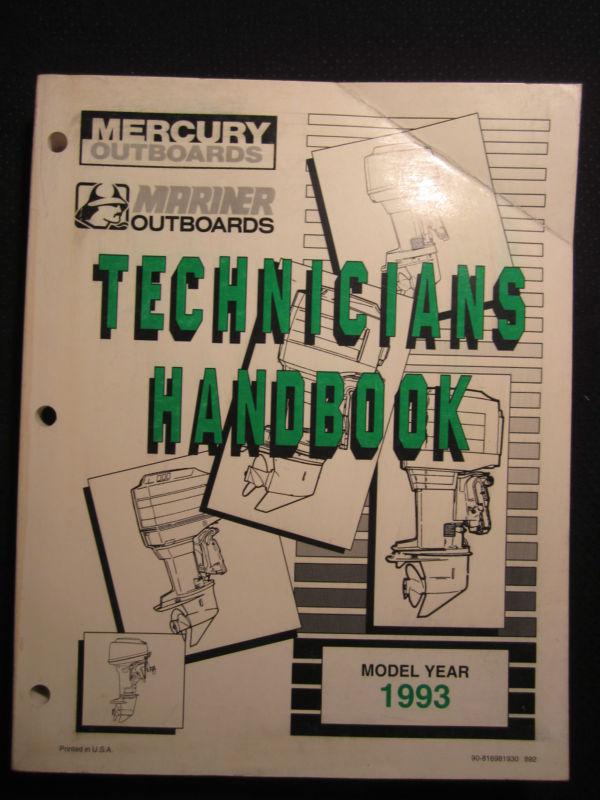 MERCURY
OUTBOARDS
MARINER
OUTBOARDS
TECHNICIANS
HANDBOOK
MODEL YEAR
1993
Printed in U.S.A.
90-816981930 892